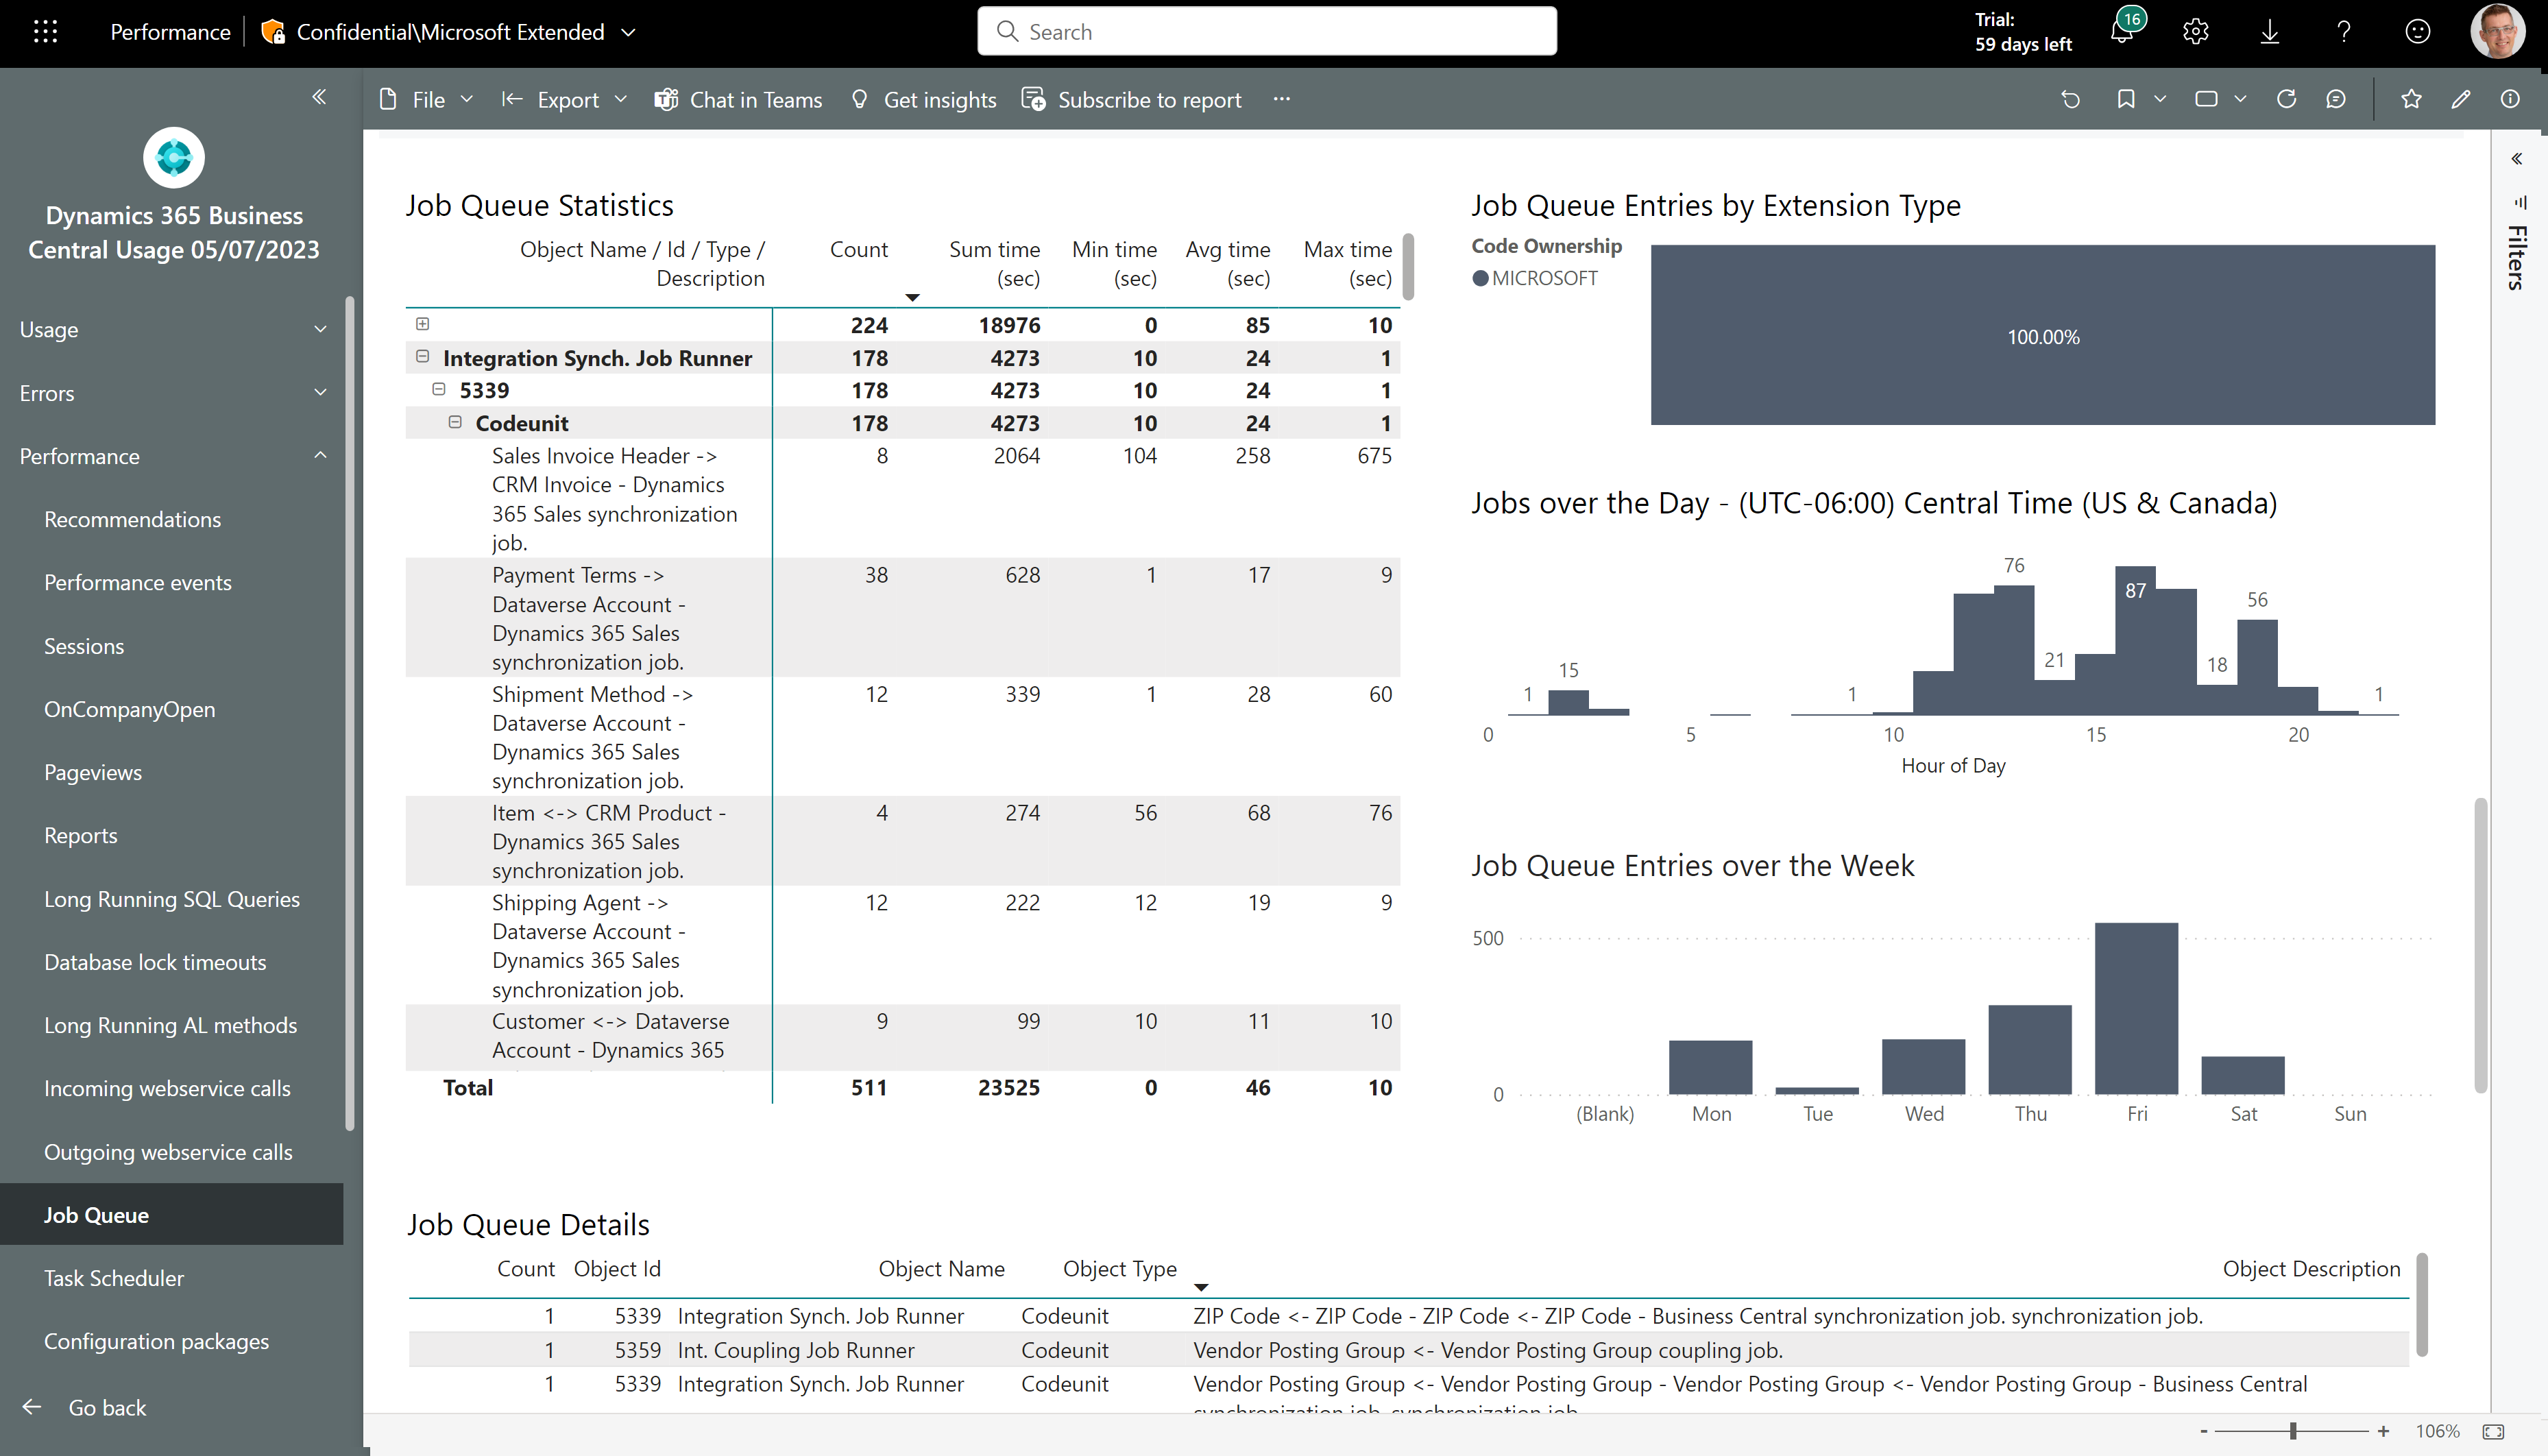 Performance
Confidential\Microsoft Extended
Search
Trial:
59 days left
16
File
Export
Chat in Teams
Get insights
Subscribe to report
Dynamics 365 Business
Central Usage 05/07/2023
Usage
Errors
Performance
Recommendations
Performance events
Sessions
OnCompanyOpen
Pageviews
Reports
Long Running SQL Queries
Database lock timeouts
Long Running AL methods
Incoming webservice calls
Outgoing webservice calls
Job Queue
Task Scheduler
Configuration packages
Go back
Job Queue Statistics
Object Name / Id / Type / Count Sum time Min time Avg time Max time
Description (sec) (sec) (sec) (sec)
224 18976 0 85 10
Integration Synch. Job Runner 178 4273 10 24 1
5339 178 4273 10 24 1
Codeunit 178 4273 10 24 1
Sales Invoice Header -> 8 2064 104 258 675
CRM Invoice - Dynamics
365 Sales synchronization
job.
Payment Terms -> 38 628 1 17 9
Dataverse Account -
Dynamics 365 Sales
synchronization job.
Shipment Method -> 12 339 1 28 60
Dataverse Account -
Dynamics 365 Sales
synchronization job.
Item <-> CRM Product - 4 274 56 68 76
Dynamics 365 Sales
synchronization job.
Shipping Agent -> 12 222 12 19 9
Dataverse Account -
Dynamics 365 Sales
synchronization job.
Customer <-> Dataverse 9 99 10 11 10
Account - Dynamics 365
Total 511 23525 0 46 10
Job Queue Entries by Extension Type
Code Ownership
MICROSOFT
100.00%
Jobs over the Day - (UTC-06:00) Central Time (US & Canada)
1 15 1 76 21 87 18 56 1
0 5 10 15 20
Hour of Day
Job Queue Entries over the Week
500
0
(Blank) Mon Tue Wed Thu Fri Sat Sun
Job Queue Details
Count Object Id Object Name Object Type Object Description
1 5339 Integration Synch. Job Runner Codeunit ZIP Code <- ZIP Code - ZIP Code <- ZIP Code - Business Central synchronization job. synchronization job.
1 5359 Int. Coupling Job Runner Codeunit Vendor Posting Group <- Vendor Posting Group coupling job.
1 5339 Integration Synch. Job Runner Codeunit Vendor Posting Group <- Vendor Posting Group - Vendor Posting Group <- Vendor Posting Group - Business Central
synchronization job. synchronization job.
Filters
- + 106%